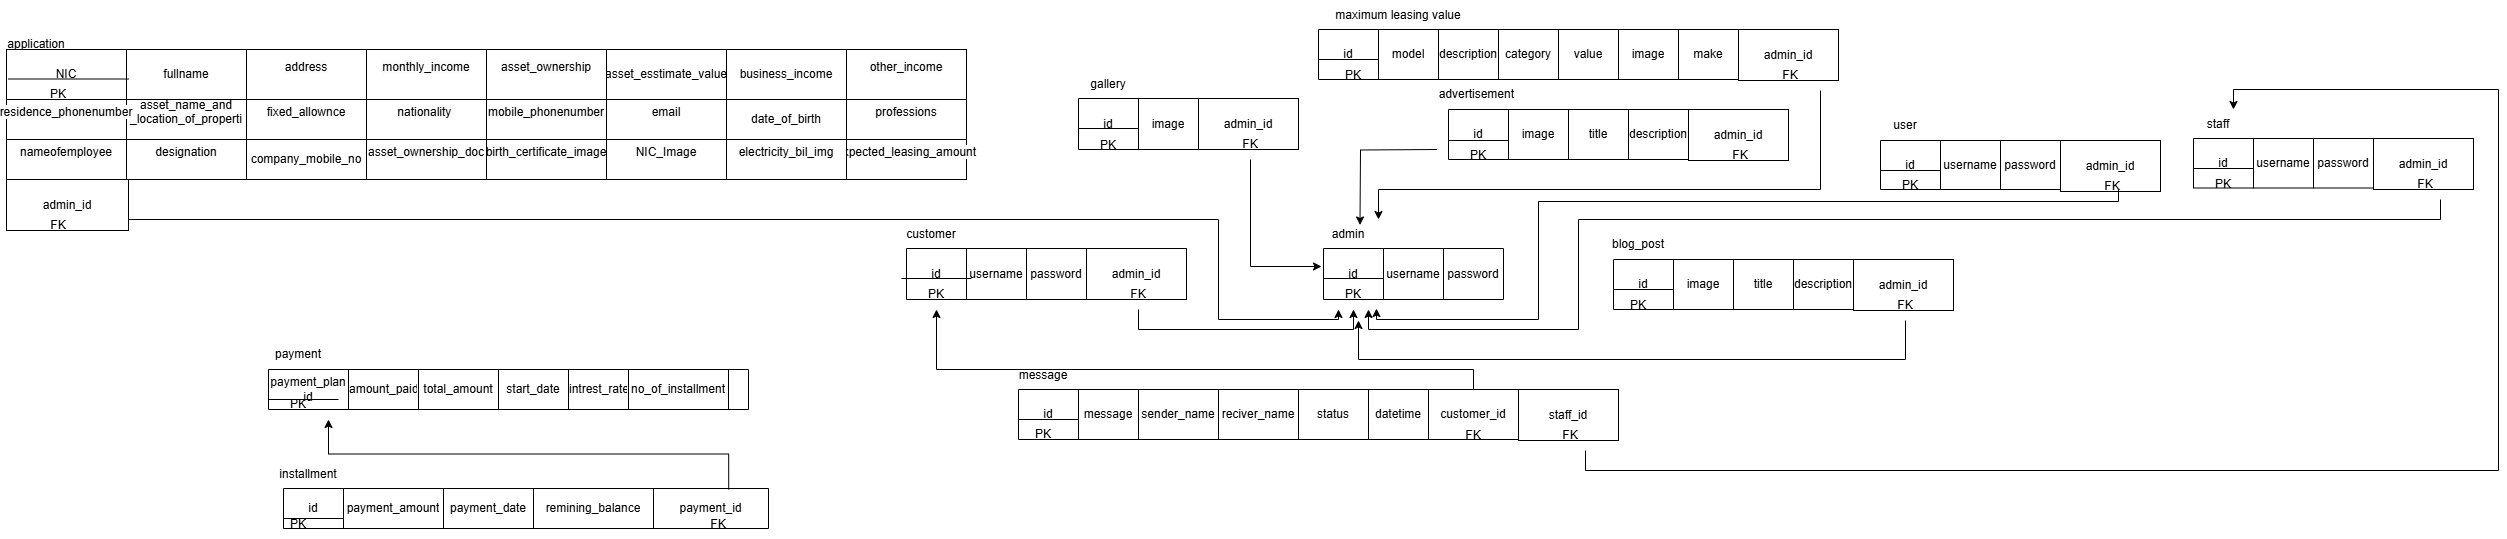 maximum leasing value
id
model
description
category
value
image
make
admin_id
PK
FK
application
NIC
fullname
address
monthly_income
asset_ownership
asset_esstimate_value
business_income
other_income
PK
residence_phonenumber
asset_name_and
_location_of_properti
fixed_allownce
nationality
mobile_phonenumber
email
date_of_birth
professions
nameofemployee
designation
company_mobile_no
asset_ownership_doc
birth_certificate_image
NIC_Image
electricity_bil_img
xpected_leasing_amount
admin_id
FK
gallery
id
image
admin_id
PK
FK
advertisement
id
image
title
description
admin_id
PK
FK
user
id
username
password
admin_id
PK
FK
staff
id
username
password
admin_id
PK
FK
customer
id
username
password
admin_id
PK
FK
admin
id
username
password
PK
blog_post
id
image
title
description
admin_id
PK
FK
payment
payment_plan
_id
PK
amount_paid
total_amount
start_date
intrest_rate
no_of_installment
message
id
message
sender_name
reciver_name
status
datetime
customer_id
staff_id
PK
FK
FK
installment
id
payment_amount
payment_date
remining_balance
payment_id
PK
FK